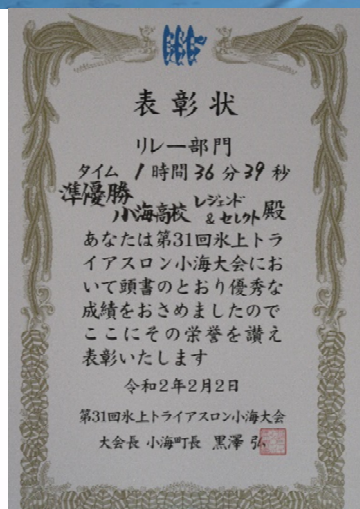 表彰状
リレー部門
タイム 1時間36分39秒
準優勝
小海高校 レジェンド&セレクト殿
あなたは第31回氷上トラ
イアスロン小海大会にお
いて頭書のとおり優秀な
成績をおさめましたので
ここにその栄誉を讃え
表彰いたします
令和2年2月2日
第31回氷上トライアスロン小海大会
大会長 小海町長 黒澤 弘